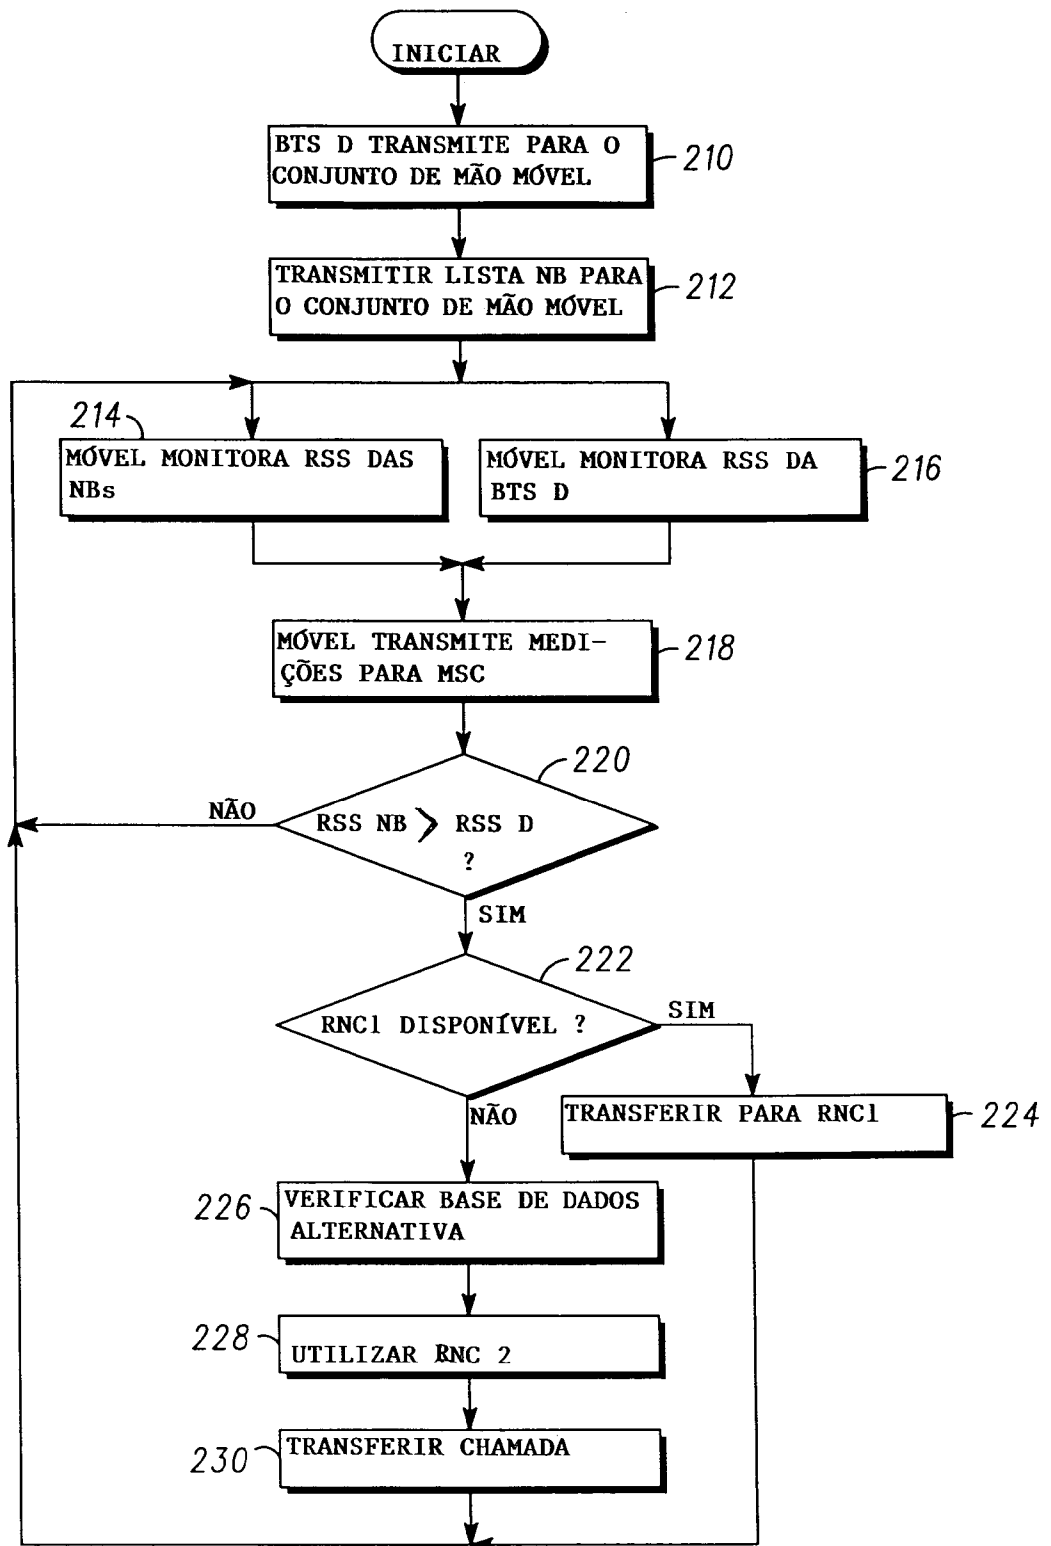 INICIAR
BTS D TRANSMITE PARA O
CONJUNTO DE MÃO MÓVEL
210
TRANSMITIR LISTA NB PARA
O CONJUNTO DE MÃO MÓVEL
212
214
MÓVEL MONITORA RSS DAS
NBs
MÓVEL MONITORA RSS DA
BTS D
216
MÓVEL TRANSMITE MEDI-
ÇÕES PARA MSC
218
220
NÃO
RSS NB > RSS D
?
SIM
222
RNC1 DISPONÍVEL ?
SIM
NÃO
TRANSFERIR PARA RNC1
224
226
VERIFICAR BASE DE DADOS
ALTERNATIVA
228
UTILIZAR RNC 2
230
TRANSFERIR CHAMADA